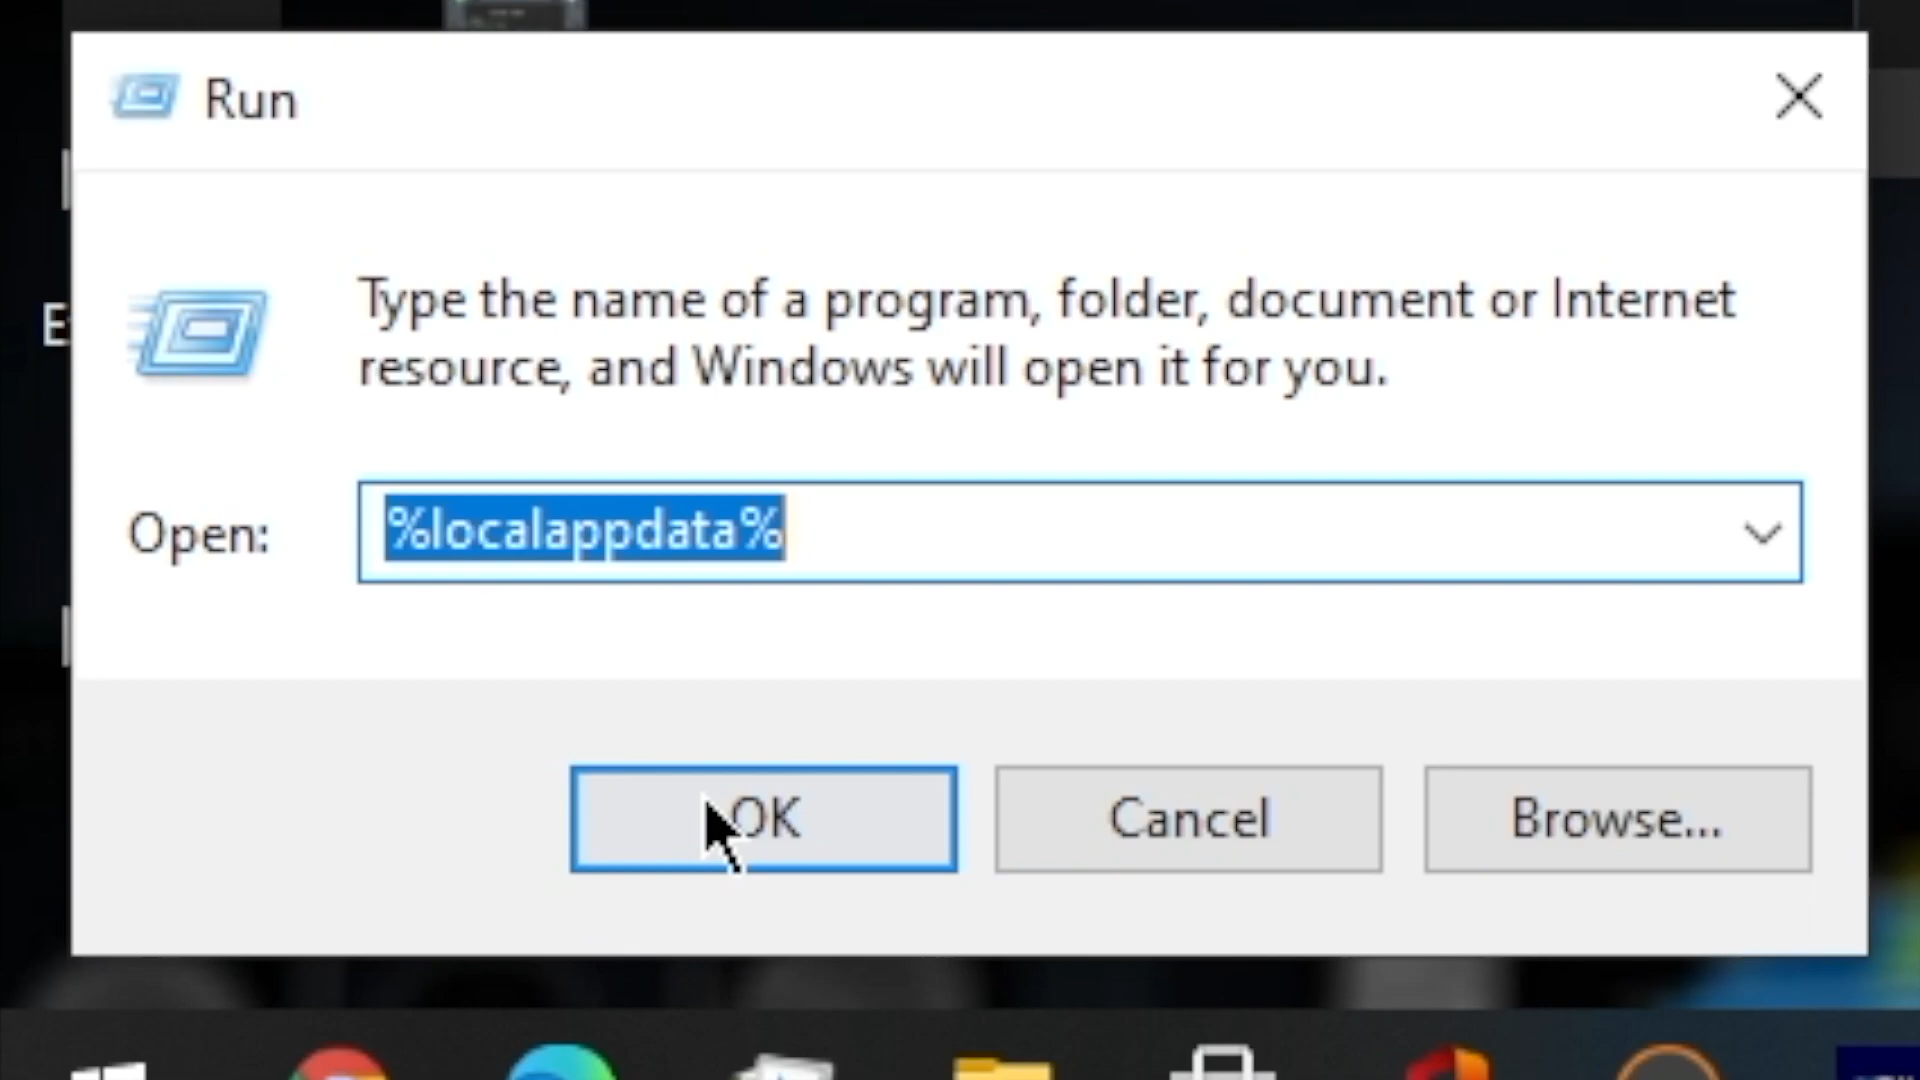 Run
Type the name of a program, folder, document or Internet
resource, and Windows will open it for you.
Open:
%localappdata%
OK
Cancel
Browse...